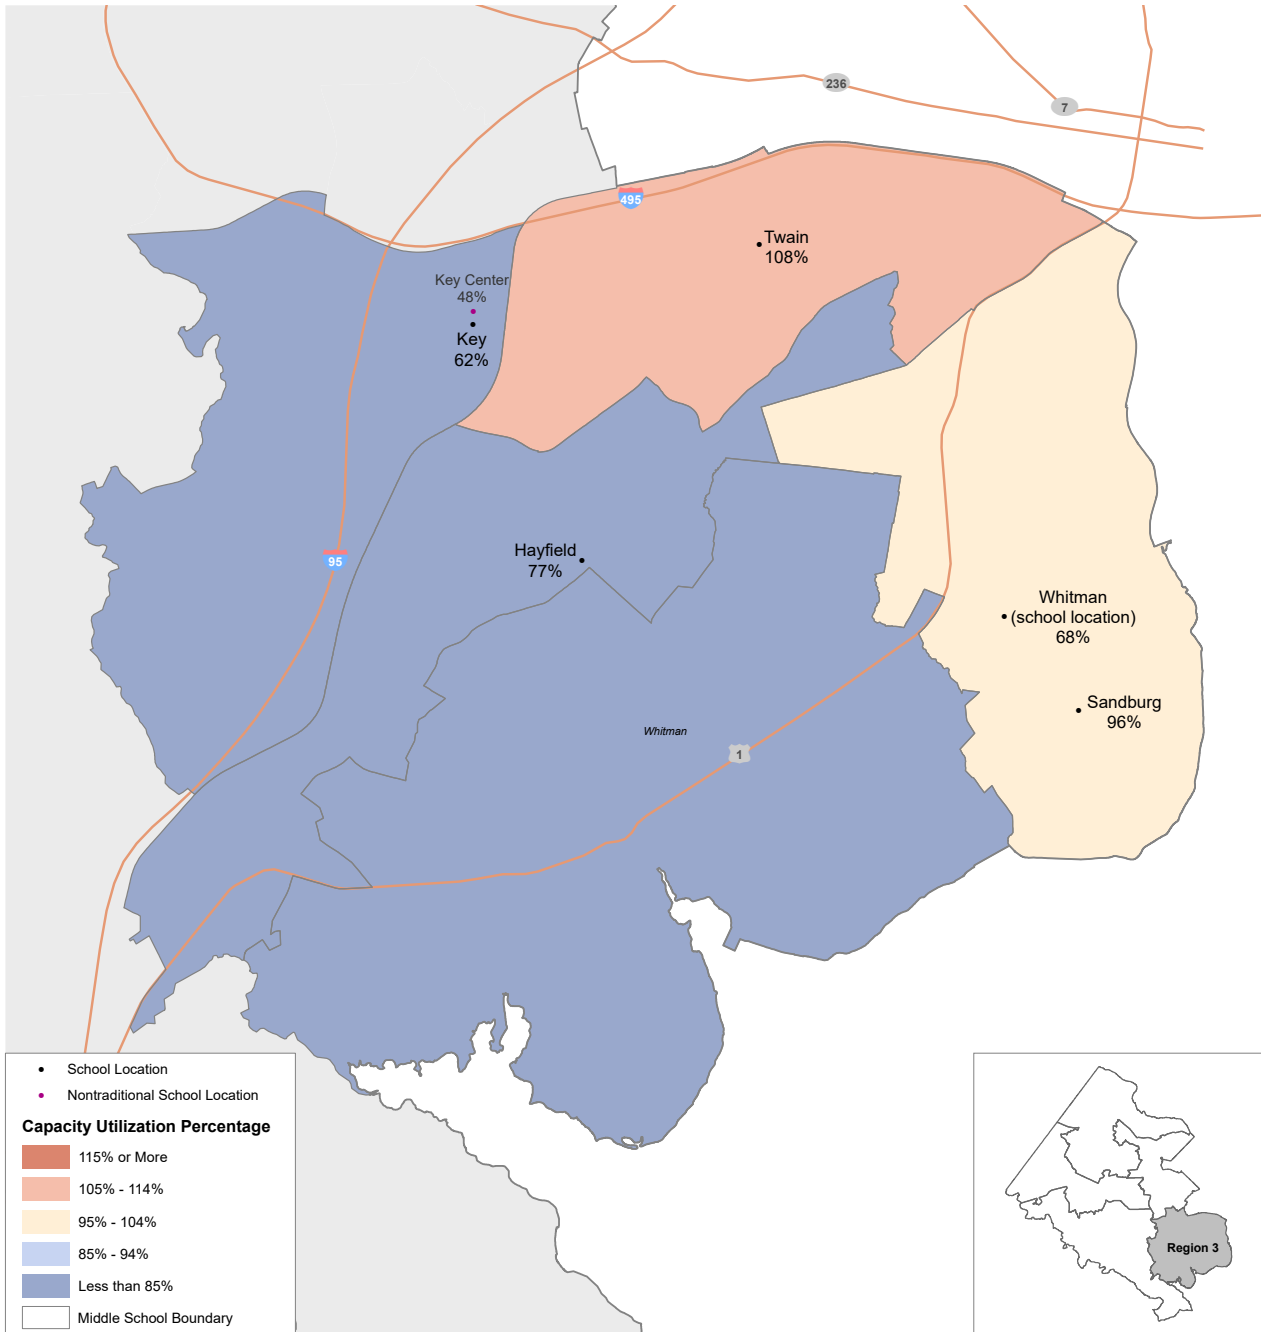 236
7
495
Twain
108%
Key Center
48%
Key
62%
Hayfield
77%
95
Whitman
(school location)
68%
Sandburg
96%
Whitman
1
School Location
Nontraditional School Location
Capacity Utilization Percentage
115% or More
105% - 114%
95% - 104%
85% - 94%
Less than 85%
Middle School Boundary
Region 3